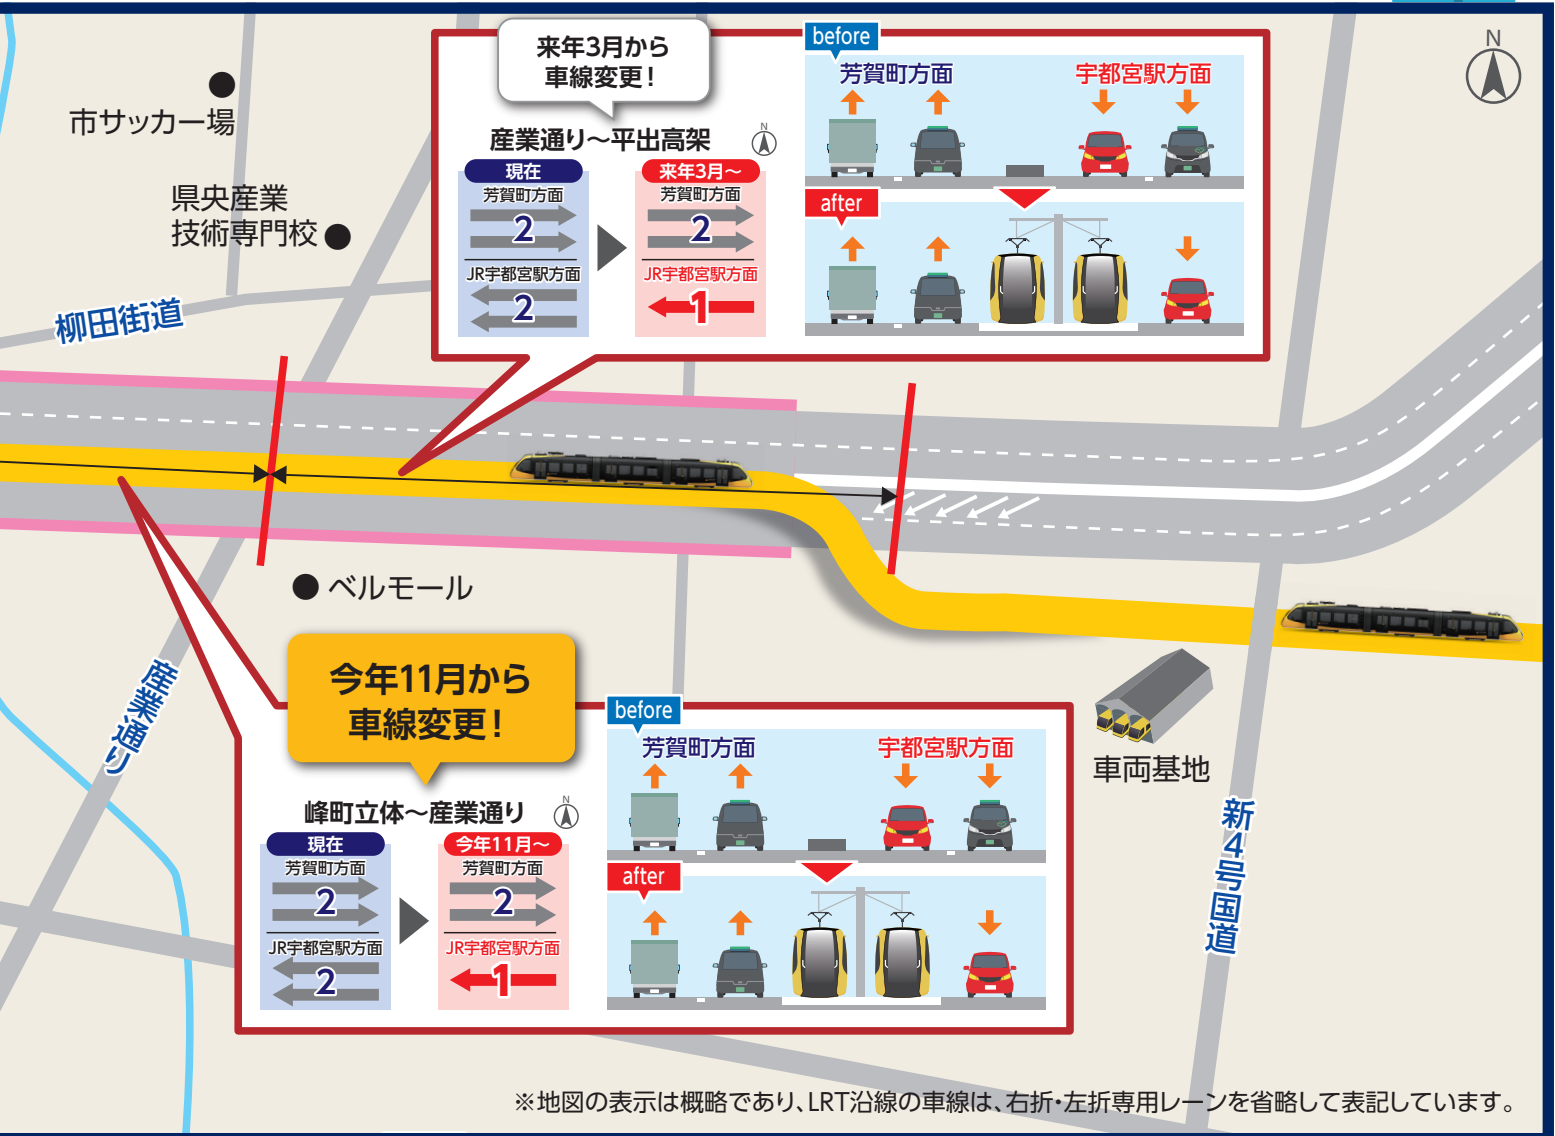 来年3月から
車線変更！
産業通り～平出高架
N
現在
芳賀町方面
2
JR宇都宮駅方面
2
来年3月～
芳賀町方面
2
JR宇都宮駅方面
1
before
芳賀町方面
宇都宮駅方面
after
N
市サッカー場
県央産業
技術専門校
柳田街道
ベルモール
産業通り
今年11月から
車線変更！
峰町立体～産業通り
N
現在
芳賀町方面
2
JR宇都宮駅方面
2
今年11月～
芳賀町方面
2
JR宇都宮駅方面
1
before
芳賀町方面
宇都宮駅方面
after
車両基地
新4号国道
※地図の表示は概略であり、LRT沿線の車線は、右折・左折専用レーンを省略して表記しています。